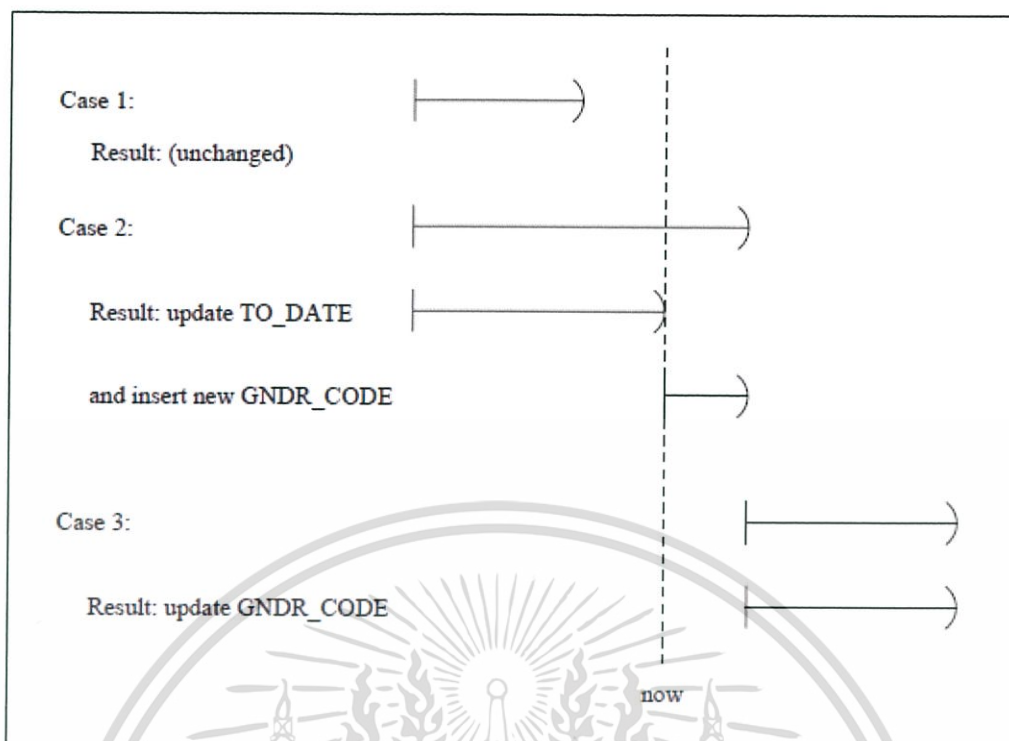 Case 1:
Result: (unchanged)
Case 2:
Result: update TO_DATE
and insert new GNDR_CODE
Case 3:
Result: update GNDR_CODE
now